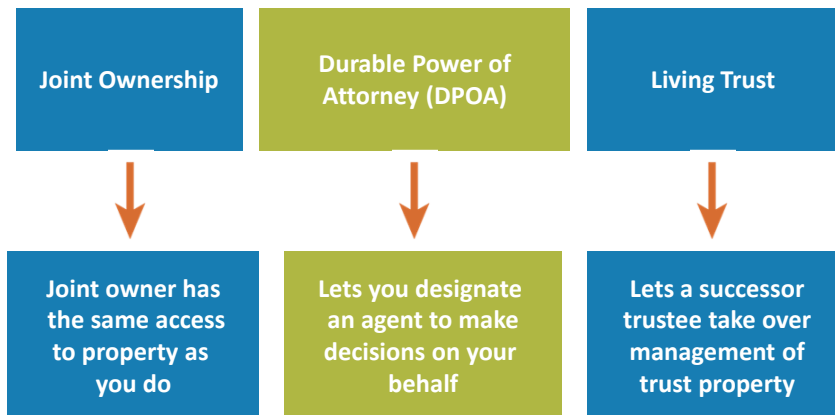 Joint Ownership
Durable Power of
Attorney (DPOA)
Living Trust
Joint owner has
the same access
to property as
you do
Lets you designate
an agent to make
decisions on your
behalf
Lets a successor
trustee take over
management of
trust property